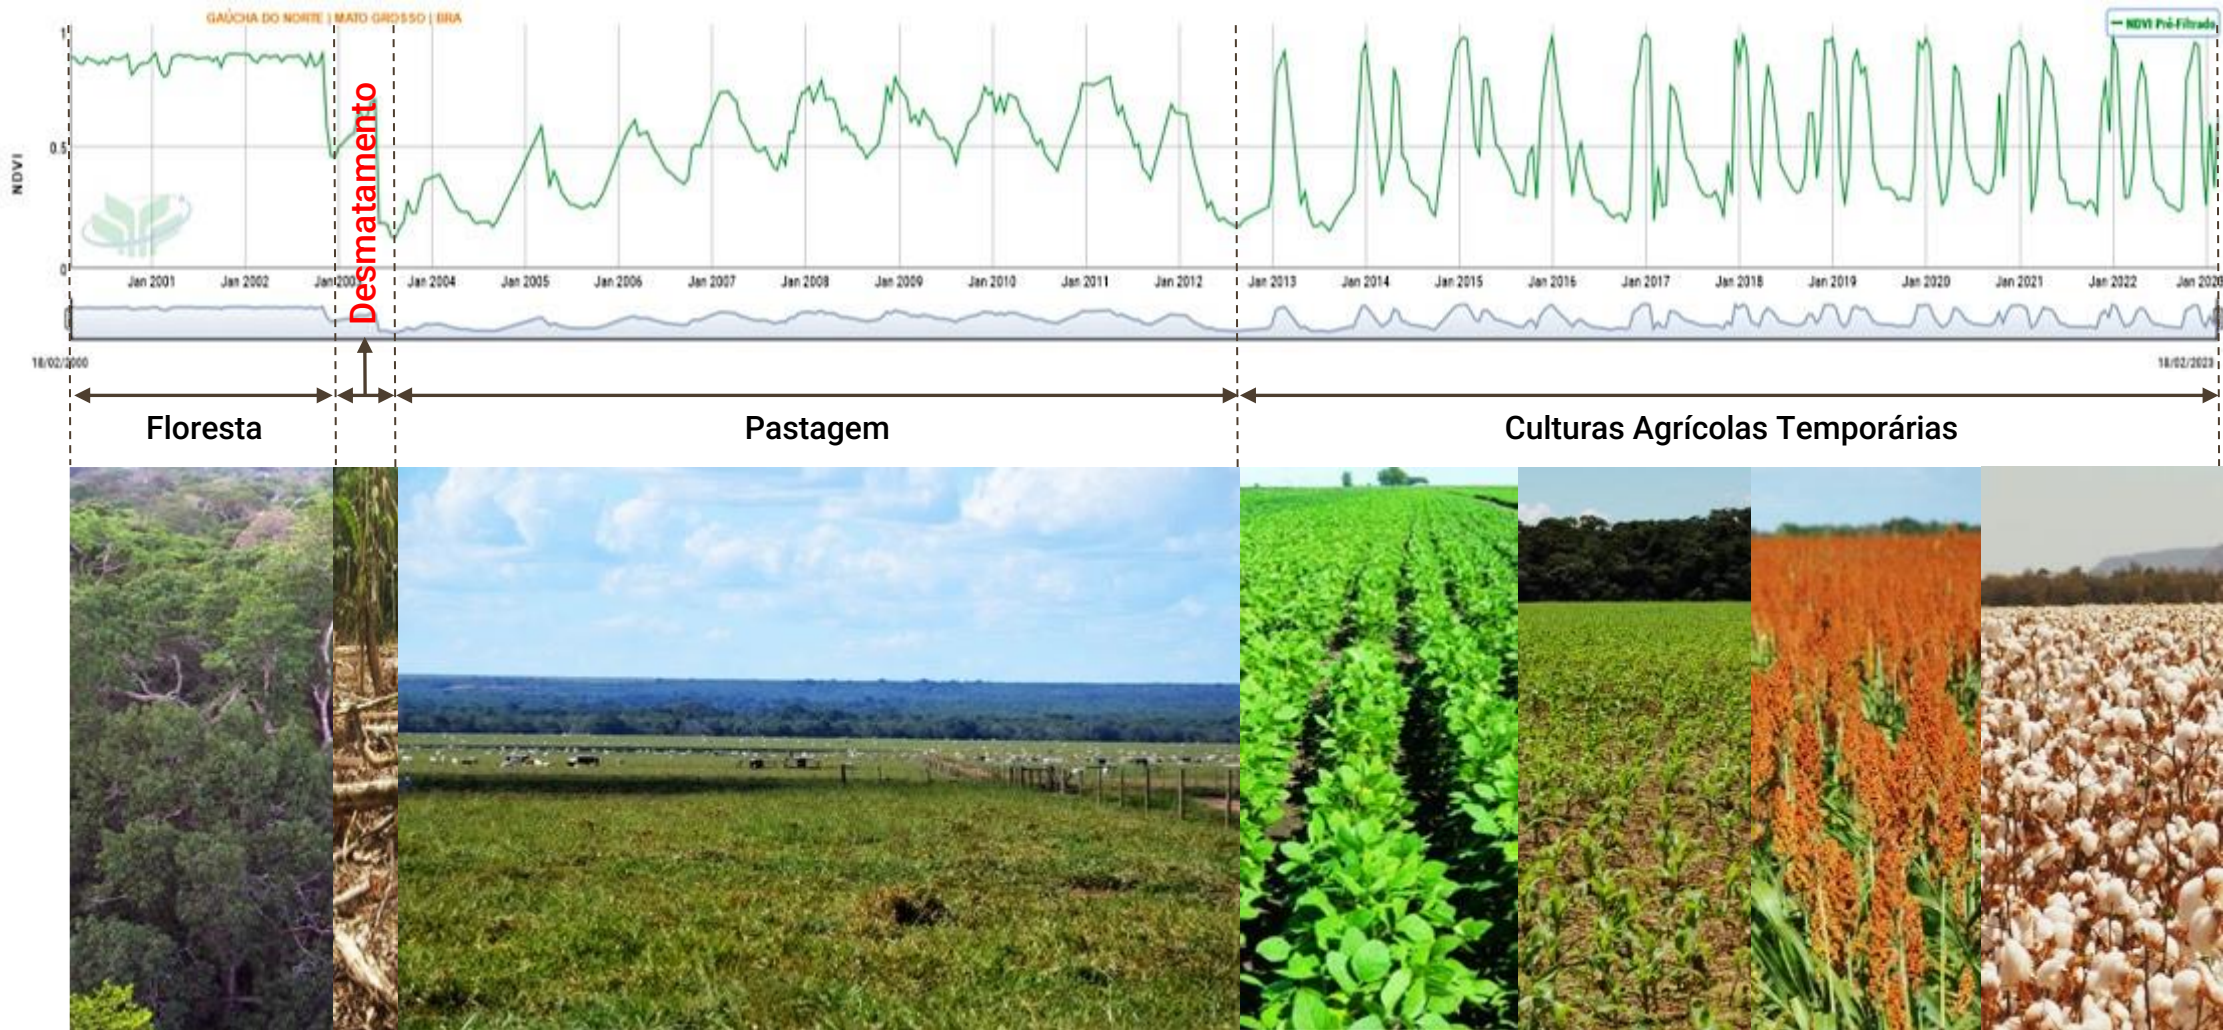 GAÚCHA DO NORTE | MATO GROSSO | BRA
NDVI Pré-Filtrado
1
0.5
0
NDVI
Desmatamento
Jan 2001 Jan 2002 Jan 2003 Jan 2004 Jan 2005 Jan 2006 Jan 2007 Jan 2008 Jan 2009 Jan 2010 Jan 2011 Jan 2012 Jan 2013 Jan 2014 Jan 2015 Jan 2016 Jan 2017 Jan 2018 Jan 2019 Jan 2020 Jan 2021 Jan 2022
18/02/2000
18/02/2023
Floresta
Pastagem
Culturas Agrícolas Temporárias